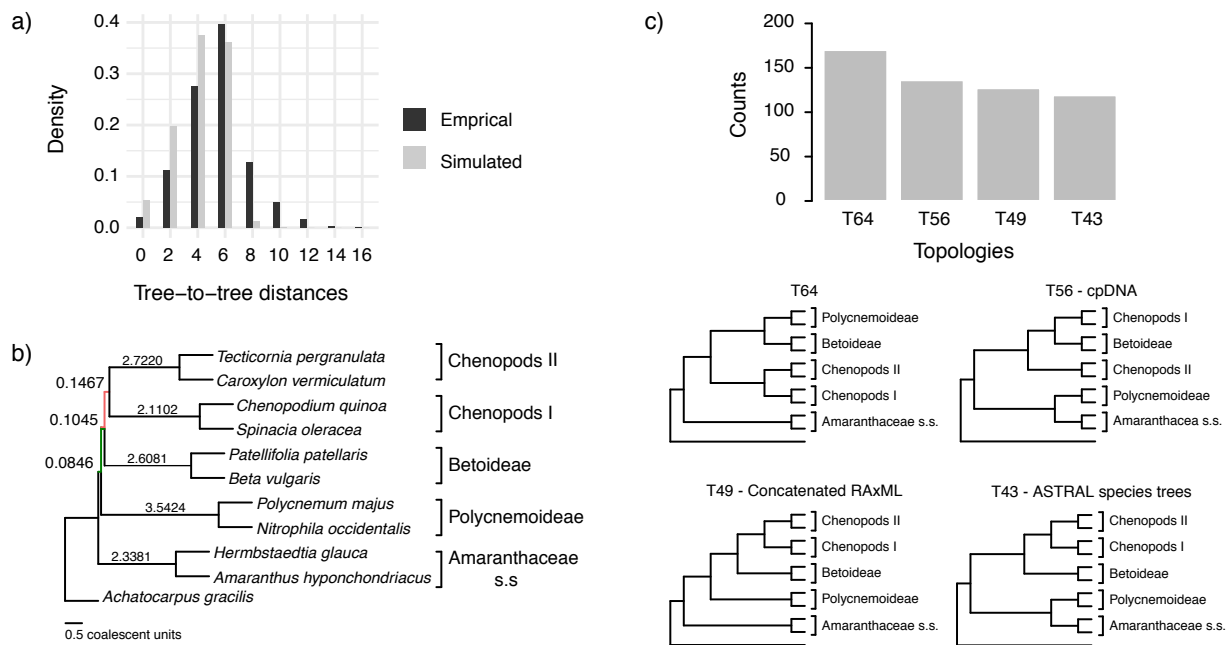 a)
0.4
0.3
0.2
0.1
0.0
Density
0 2 4 6 8 10 12 14 16
Tree−to−tree distances
Emprical
Simulated
b)
2.7220
Tecticornia pergranulata
Caroxylon vermiculatum
Chenopods II
0.1467
2.1102
Chenopodium quinoa
Spinacia oleracea
Chenopods I
0.1045
2.6081
Patellifolia patellaris
Beta vulgaris
Betoideae
0.0846
3.5424
Polycnemum majus
Nitrophila occidentalis
Polycnemoideae
2.3381
Hermbstaedtia glauca
Amaranthus hyponchondriacus
Amaranthaceae
s.s
Achatocarpus gracilis
0.5 coalescent units
c)
200
150
100
50
0
Counts
T64 T56 T49 T43
Topologies
T64
Polycnemoideae
Betoideae
Chenopods II
Chenopods I
Amaranthaceae s.s.
T56 - cpDNA
Chenopods I
Betoideae
Chenopods II
Polycnemoideae
Amaranthacea s.s.
T49 - Concatenated RAxML
Chenopods II
Chenopods I
Betoideae
Polycnemoideae
Amaranthaceae s.s.
T43 - ASTRAL species trees
Chenopods II
Chenopods I
Betoideae
Polycnemoideae
Amaranthaceae s.s.